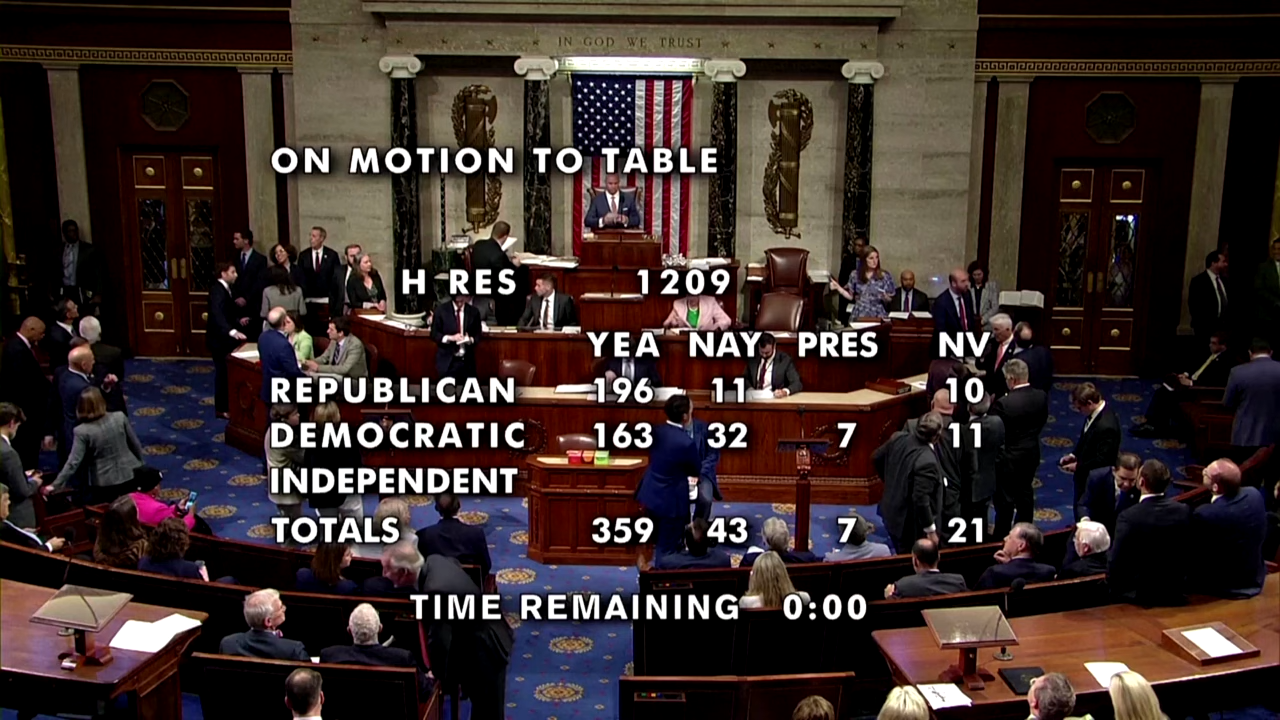 IN GOD WE TRUST
ON MOTION TO TABLE
H RES 1209
YEA NAY PRES NV
REPUBLICAN 196 11 10
DEMOCRATIC 163 32 7 11
INDEPENDENT
TOTALS 359 43 7 21
TIME REMAINING 0:00